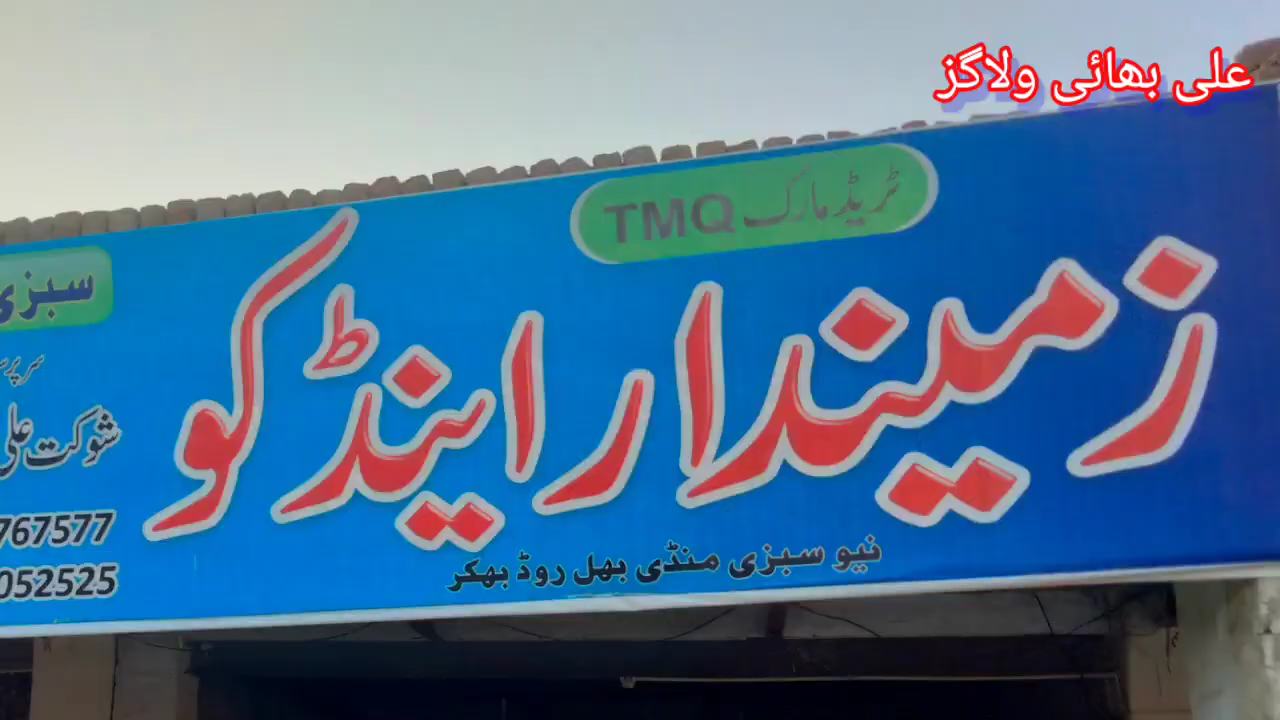 علی بھائی ولاگز
ٹریڈ مارک TMQ
زمیندار اینڈ کو
نیو سبزی منڈی بھل روڈ بھکر
سبزی
شوکت علی
767577
052525